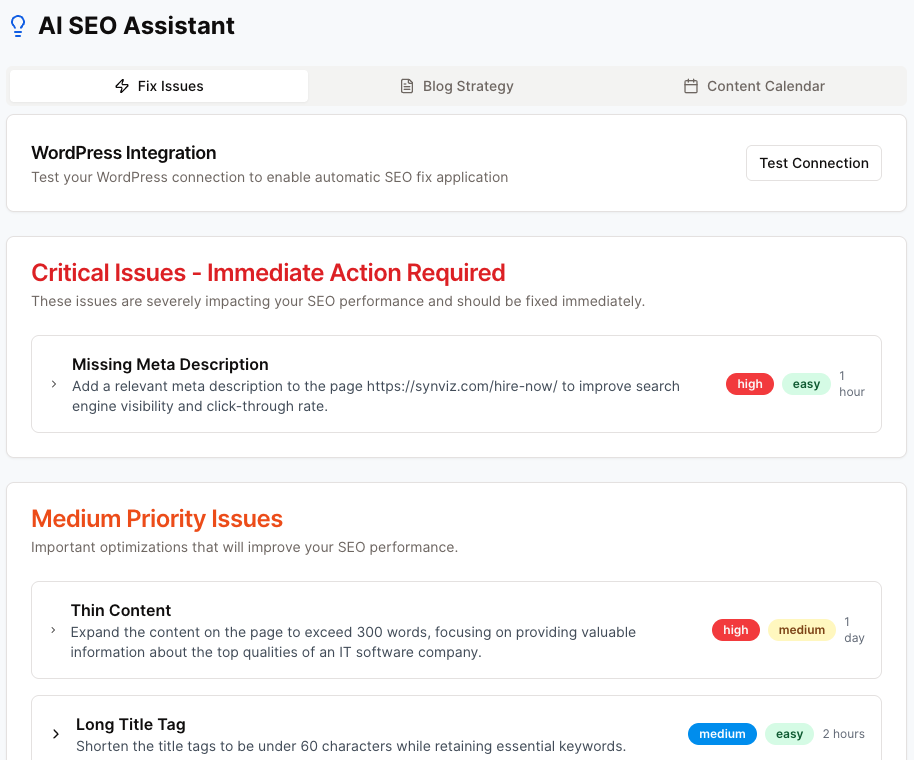 AI SEO Assistant
Fix Issues
Blog Strategy
Content Calendar
WordPress Integration
Test your WordPress connection to enable automatic SEO fix application
Test Connection
Critical Issues - Immediate Action Required
These issues are severely impacting your SEO performance and should be fixed immediately.
Missing Meta Description
Add a relevant meta description to the page https://synviz.com/hire-now/ to improve search
engine visibility and click-through rate.
high
easy
1
hour
Medium Priority Issues
Important optimizations that will improve your SEO performance.
Thin Content
Expand the content on the page to exceed 300 words, focusing on providing valuable
information about the top qualities of an IT software company.
high
medium
1
day
Long Title Tag
Shorten the title tags to be under 60 characters while retaining essential keywords.
medium
easy
2 hours